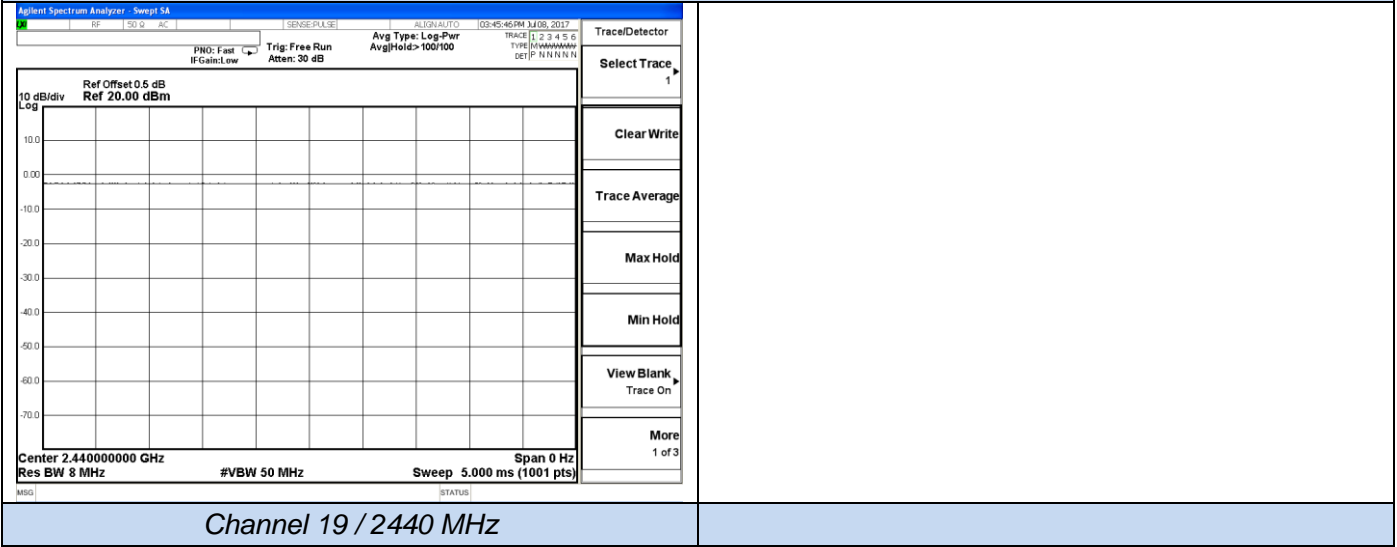 Agilent Spectrum Analyzer - Swept SA
RF 50 Ω AC SENSE:PULSE ALIGNAUTO 03:45:46PM Jul 08, 2017
Trace/Detector
Avg Type: Log-Pwr
TRACE 1 2 3 4 5 6
PNO: Fast Trig: Free Run Avg|Hold:>100/100
TYPE MWWWWW
IFGain:Low Atten: 30 dB
DET P N N N N N
Select Trace
1
Ref Offset 0.5 dB
10 dB/div Ref 20.00 dBm
Log
10.0
0.00
-10.0
-20.0
-30.0
-40.0
-50.0
-60.0
-70.0
Clear Write
Trace Average
Max Hold
Min Hold
View Blank
Trace On
More
1 of 3
Center 2.440000000 GHz Span 0 Hz
Res BW 8 MHz #VBW 50 MHz Sweep 5.000 ms (1001 pts)
MSG STATUS
Channel 19 / 2440 MHz